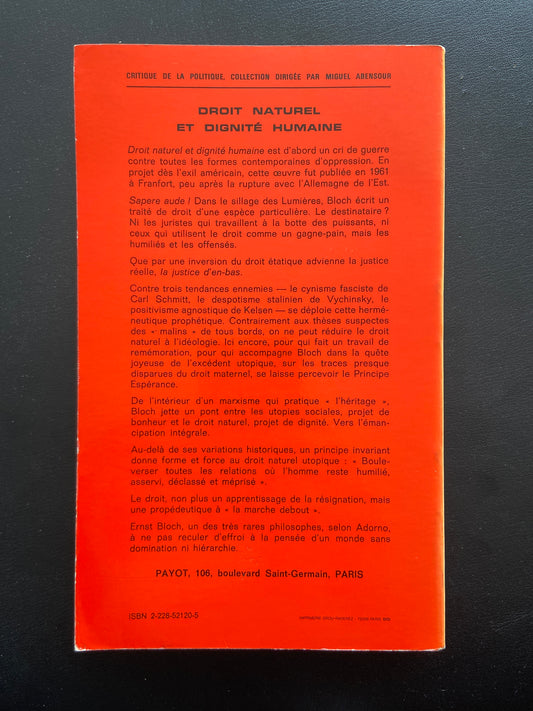 CRITIQUE DE LA POLITIQUE, COLLECTION DIRIGÉE PAR MIGUEL ABENSOUR
DROIT NATUREL
ET DIGNITÉ HUMAINE
Droit naturel et dignité humaine est d'abord un cri de guerre
contre toutes les formes contemporaines d'oppression. En
projet dès l'exil américain, cette œuvre fut publiée en 1961
à Franfort, peu après la rupture avec l'Allemagne de l'Est.
Sapere aude ! Dans le sillage des Lumières, Bloch écrit un
traité de droit d'une espèce particulière. Le destinataire ?
Ni les juristes qui travaillent à la botte des puissants, ni
ceux qui utilisent le droit comme un gagne-pain, mais les
humiliés et les offensés.
Que par une inversion du droit étatique advienne la justice
réelle, la justice d'en-bas.
Contre trois tendances ennemies — le cynisme fasciste de
Carl Schmitt, le despotisme stalinien de Vychinsky, le
positivisme agnostique de Kelsen — se déploie cette hermé-
neutique prophétique. Contrairement aux thèses suspectes
des « malins » de tous bords, on ne peut réduire le droit
naturel à l'idéologie. Ici encore, pour qui fait un travail de
remémoration, pour qui accompagne Bloch dans la quête
joyeuse de l'excédent utopique, sur les traces presque
disparues du droit maternel, se laisse percevoir le Principe
Espérance.
De l'intérieur d'un marxisme qui pratique « l'héritage »,
Bloch jette un pont entre les utopies sociales, projet de
bonheur et le droit naturel, projet de dignité. Vers l'éman-
cipation intégrale.
Au-delà de ses variations historiques, un principe invariant
donne forme et force au droit naturel utopique : « Boule-
verser toutes les relations où l'homme reste humilié,
asservi, déclassé et méprisé ».
Le droit, non plus un apprentissage de la résignation, mais
une propédeutique à « la marche debout ».
Ernst Bloch, un des très rares philosophes, selon Adorno,
à ne pas reculer d'effroi à la pensée d'un monde sans
domination ni hiérarchie.
PAYOT, 106, boulevard Saint-Germain, PARIS
ISBN 2-228-52120-5